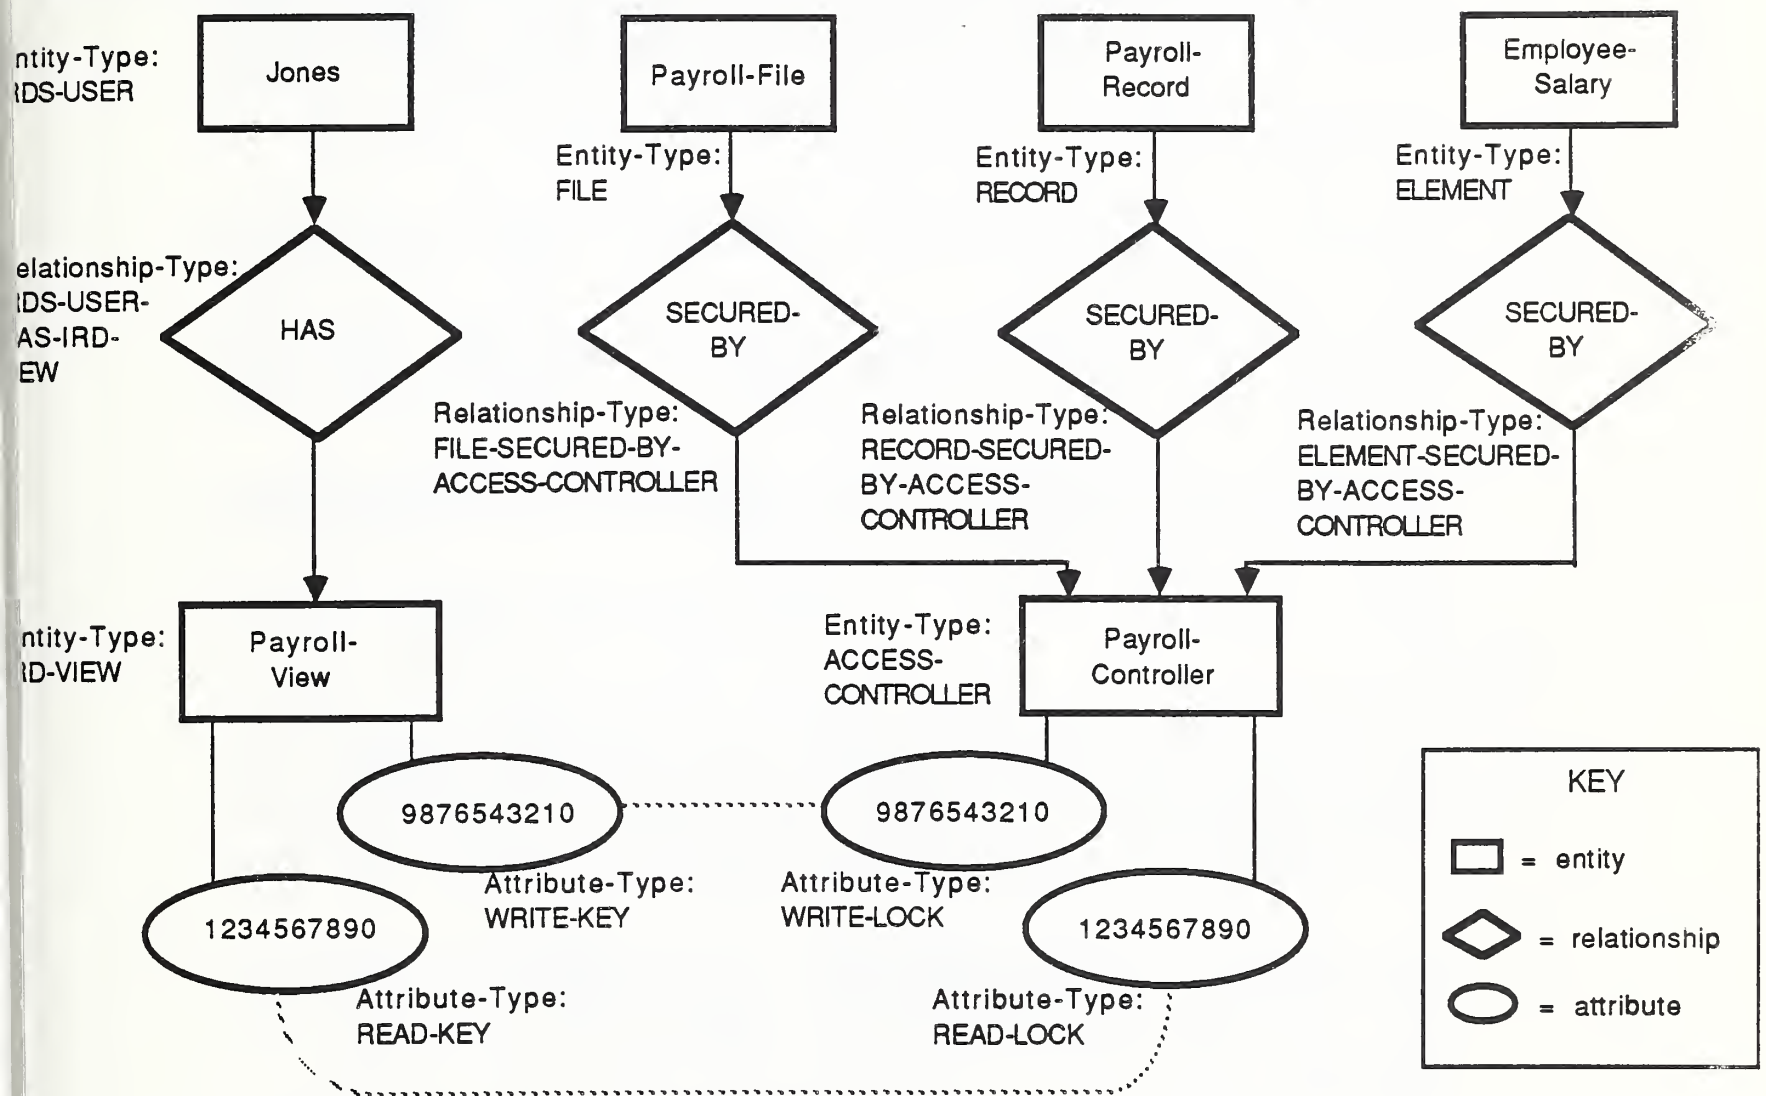 ntity-Type:
IRDS-USER
Jones
Payroll-File
Payroll-
Record
Employee-
Salary
Entity-Type:
FILE
Entity-Type:
RECORD
Entity-Type:
ELEMENT
elationship-Type:
IRDS-USER-
AS-IRD-
EW
HAS
SECURED-
BY
SECURED-
BY
SECURED-
BY
Relationship-Type:
FILE-SECURED-BY-
ACCESS-CONTROLLER
Relationship-Type:
RECORD-SECURED-
BY-ACCESS-
CONTROLLER
Relationship-Type:
ELEMENT-SECURED-
BY-ACCESS-
CONTROLLER
ntity-Type:
RD-VIEW
Payroll-
View
Entity-Type:
ACCESS-
CONTROLLER
Payroll-
Controller
9876543210
9876543210
Attribute-Type:
WRITE-KEY
Attribute-Type:
WRITE-LOCK
1234567890
1234567890
Attribute-Type:
READ-KEY
Attribute-Type:
READ-LOCK
KEY
= entity
= relationship
= attribute